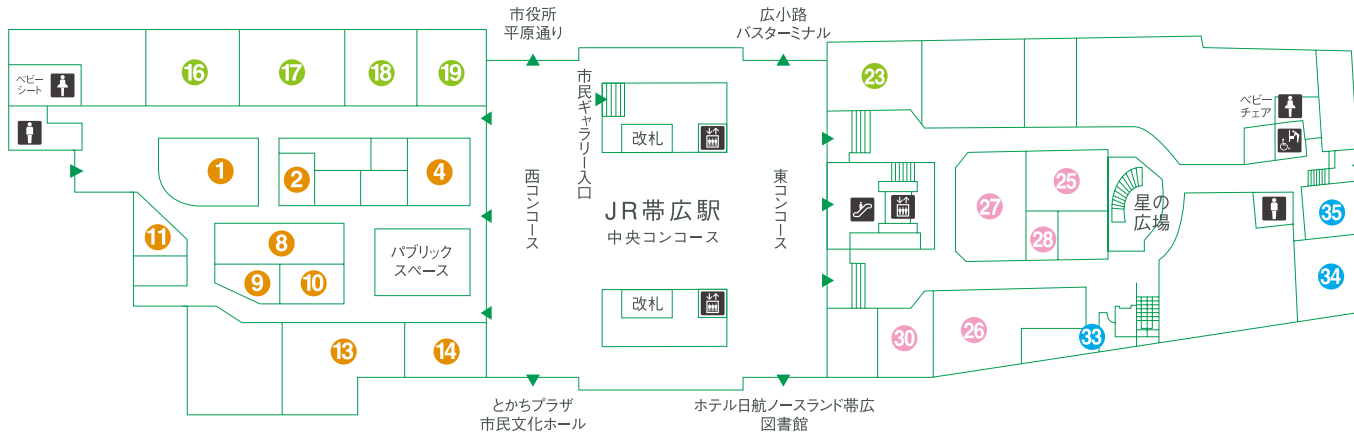 市役所
平原通り
広小路
バスターミナル
16
17
18
19
23
ベビー
シート
市民ギャラリー入口
改札
ベビー
チェア
1
2
4
西コンコース
東コンコース
JR帯広駅
中央コンコース
25
27
28
星の
広場
35
34
11
8
9
10
パブリック
スペース
改札
13
14
30
26
33
とかちプラザ
市民文化ホール
ホテル日航ノースランド帯広
図書館